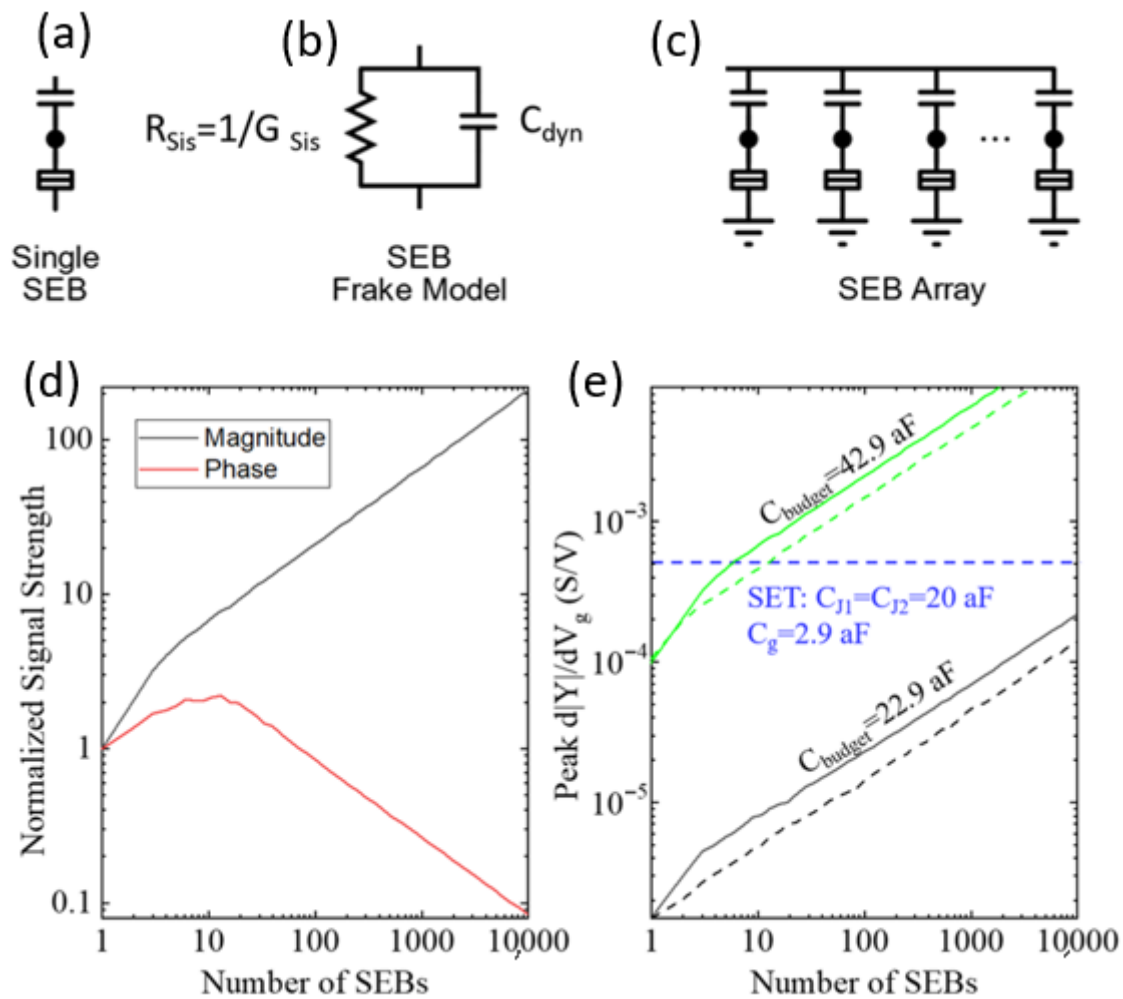 (a)
(b)
(c)
R_Sis=1/G_Sis
C_dyn
...
Single
SEB
SEB
Frake Model
SEB Array
(d)
Normalized Signal Strength
100
10
1
0.1
Magnitude
Phase
1
10
100
1000
10000
Number of SEBs
(e)
Peak d|Y|/dV_g (S/V)
10^-3
10^-4
10^-5
C_budget=42.9 aF
SET: C_J1=C_J2=20 aF
C_g=2.9 aF
C_budget=22.9 aF
1
10
100
1000
10000
Number of SEBs